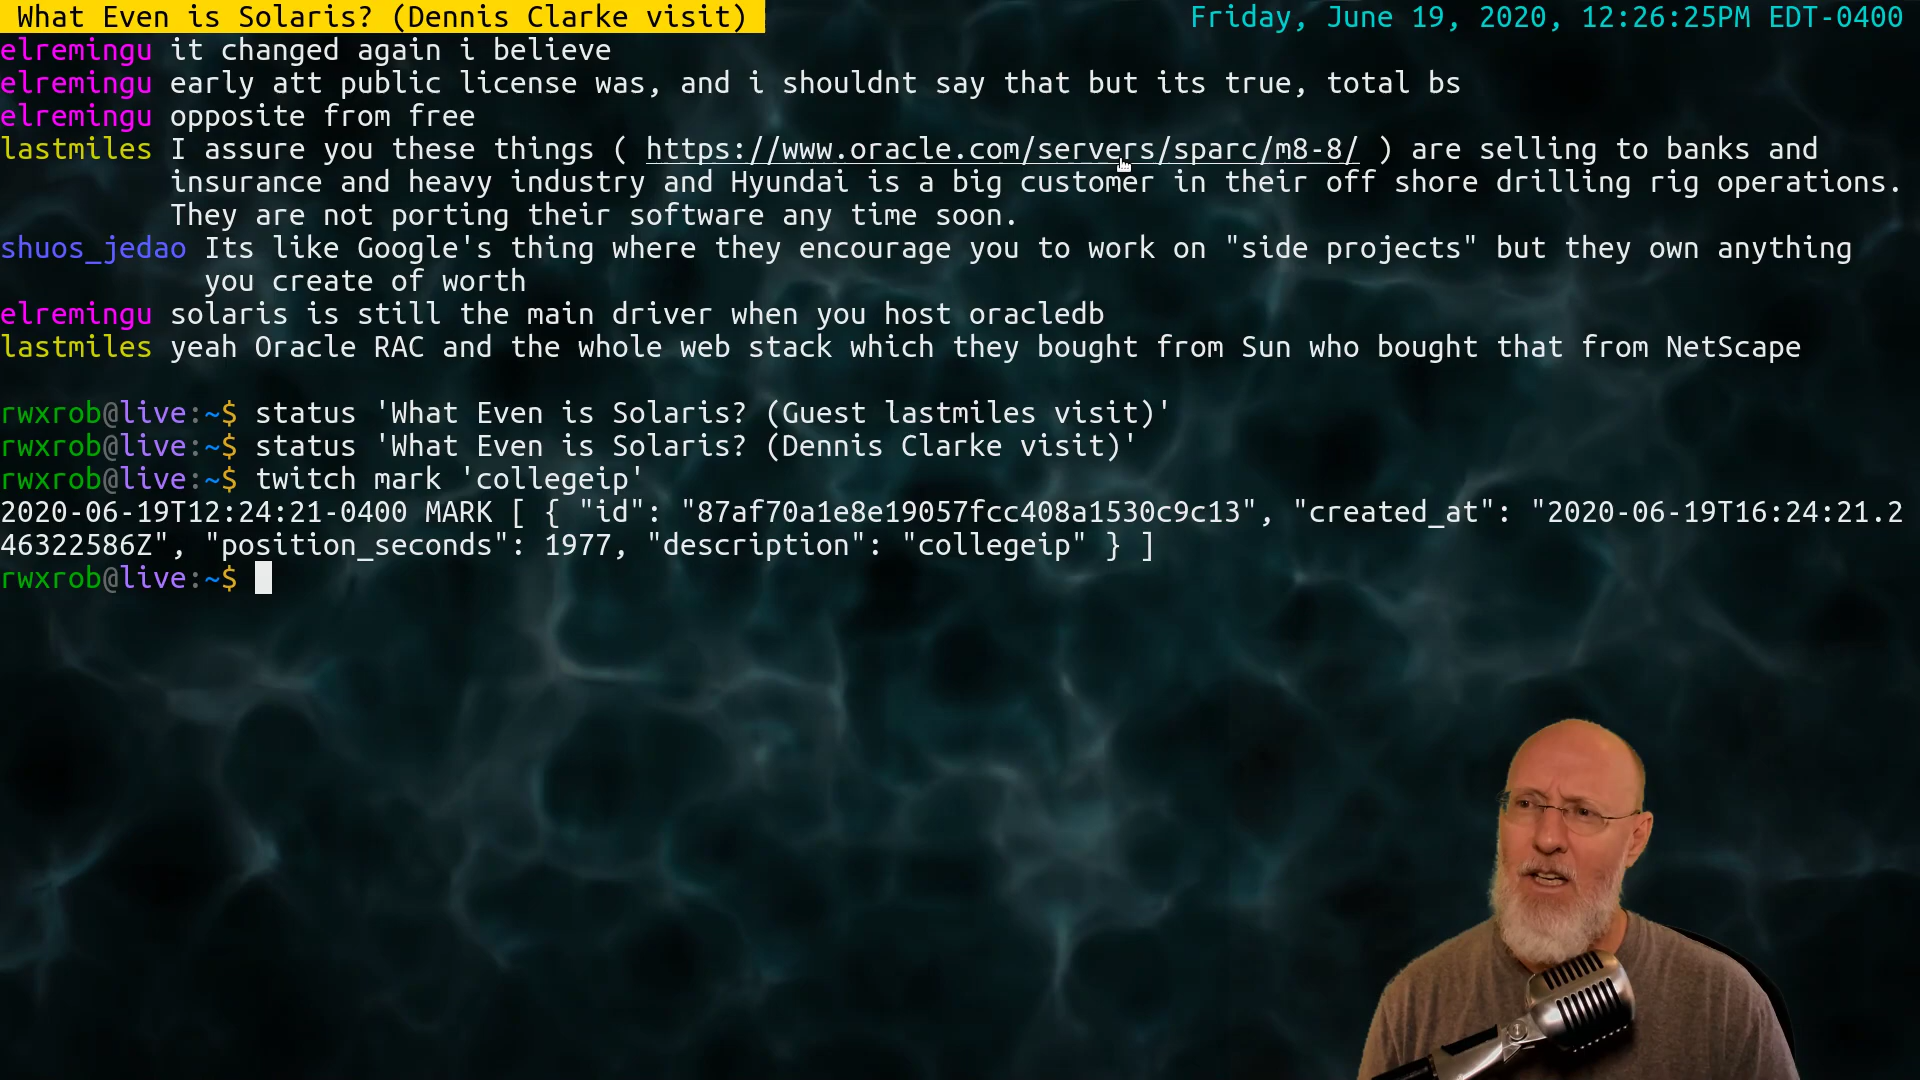 What Even is Solaris? (Dennis Clarke visit)
Friday, June 19, 2020, 12:26:25PM EDT-0400
elremingu it changed again i believe
elremingu early att public license was, and i shouldnt say that but its true, total bs
elremingu opposite from free
lastmiles I assure you these things ( https://www.oracle.com/servers/sparc/m8-8/ ) are selling to banks and
insurance and heavy industry and Hyundai is a big customer in their off shore drilling rig operations.
They are not porting their software any time soon.
shuos_jedao Its like Google's thing where they encourage you to work on "side projects" but they own anything
you create of worth
elremingu solaris is still the main driver when you host oracledb
lastmiles yeah Oracle RAC and the whole web stack which they bought from Sun who bought that from NetScape
rwxrob@live:~$ status 'What Even is Solaris? (Guest lastmiles visit)'
rwxrob@live:~$ status 'What Even is Solaris? (Dennis Clarke visit)'
rwxrob@live:~$ twitch mark 'collegeip'
2020-06-19T12:24:21-0400 MARK [ { "id": "87af70a1e8e19057fcc408a1530c9c13", "created_at": "2020-06-19T16:24:21.2
46322586Z", "position_seconds": 1977, "description": "collegeip" } ]
rwxrob@live:~$